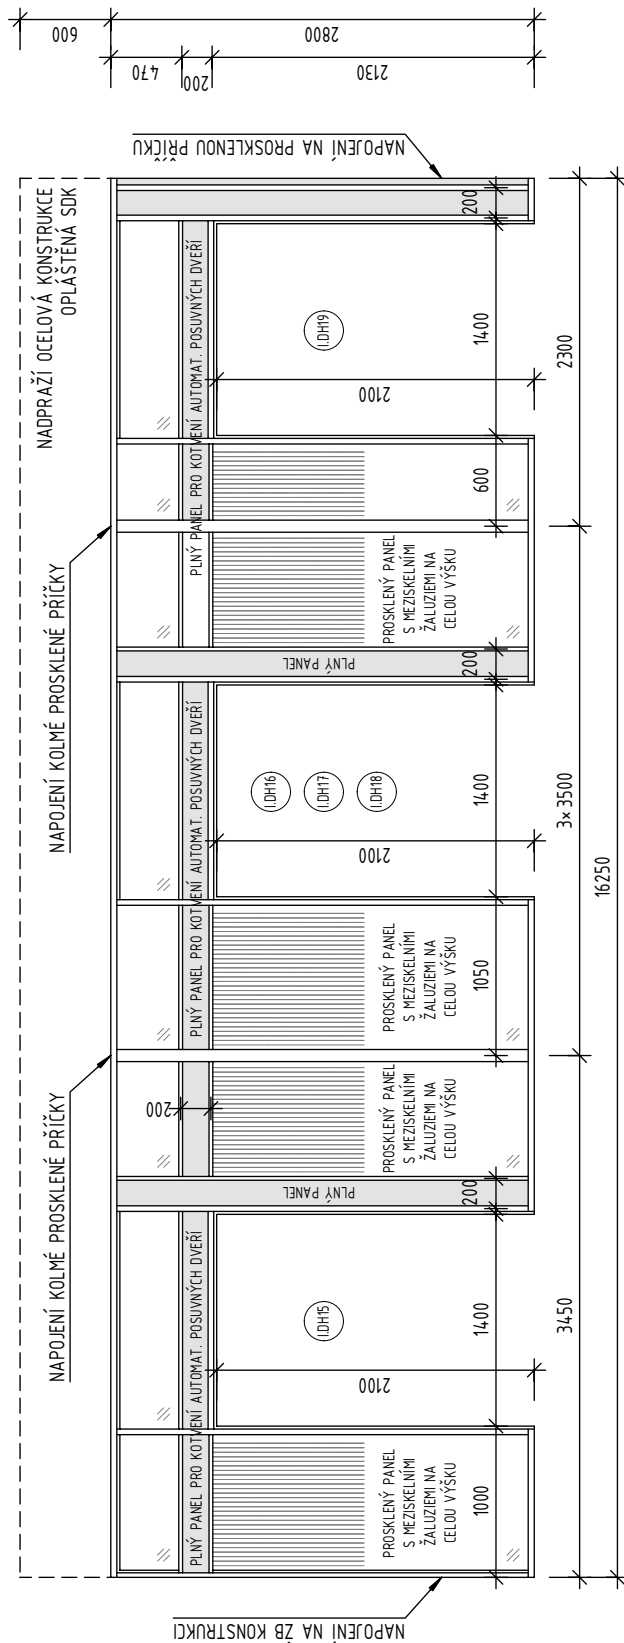 NAPOJENÍ NA ŽB KONSTRUKCI
NAPOJENÍ KOLMÉ PROSKLENÉ PŘÍČKY
NAPOJENÍ KOLMÉ PROSKLENÉ PŘÍČKY
NADPRAŽÍ OCELOVÁ KONSTRUKCE
OPLÁŠTĚNÁ SDK
NAPOJENÍ NA PROSKLENOU PŘÍČKU
600
2800
470
200
2130
PLNÝ PANEL PRO KOTVENÍ AUTOMAT. POSUVNÝCH DVEŘÍ
200
PLNÝ PANEL PRO KOTVENÍ AUTOMAT. POSUVNÝCH DVEŘÍ
PLNÝ PANEL PRO KOTVENÍ AUTOMAT. POSUVNÝCH DVEŘÍ
PROSKLENÝ PANEL
S MEZISKELNÍMI
ŽALUZIEMI NA
CELOU VÝŠKU
2100
I.DH15
PLNÝ PANEL
PROSKLENÝ PANEL
S MEZISKELNÍMI
ŽALUZIEMI NA
CELOU VÝŠKU
PROSKLENÝ PANEL
S MEZISKELNÍMI
ŽALUZIEMI NA
CELOU VÝŠKU
2100
I.DH16
I.DH17
I.DH18
PLNÝ PANEL
PROSKLENÝ PANEL
S MEZISKELNÍMI
ŽALUZIEMI NA
CELOU VÝŠKU
2100
I.DH19
1000
1400
200
1050
1400
200
600
1400
200
3450
3× 3500
2300
16250